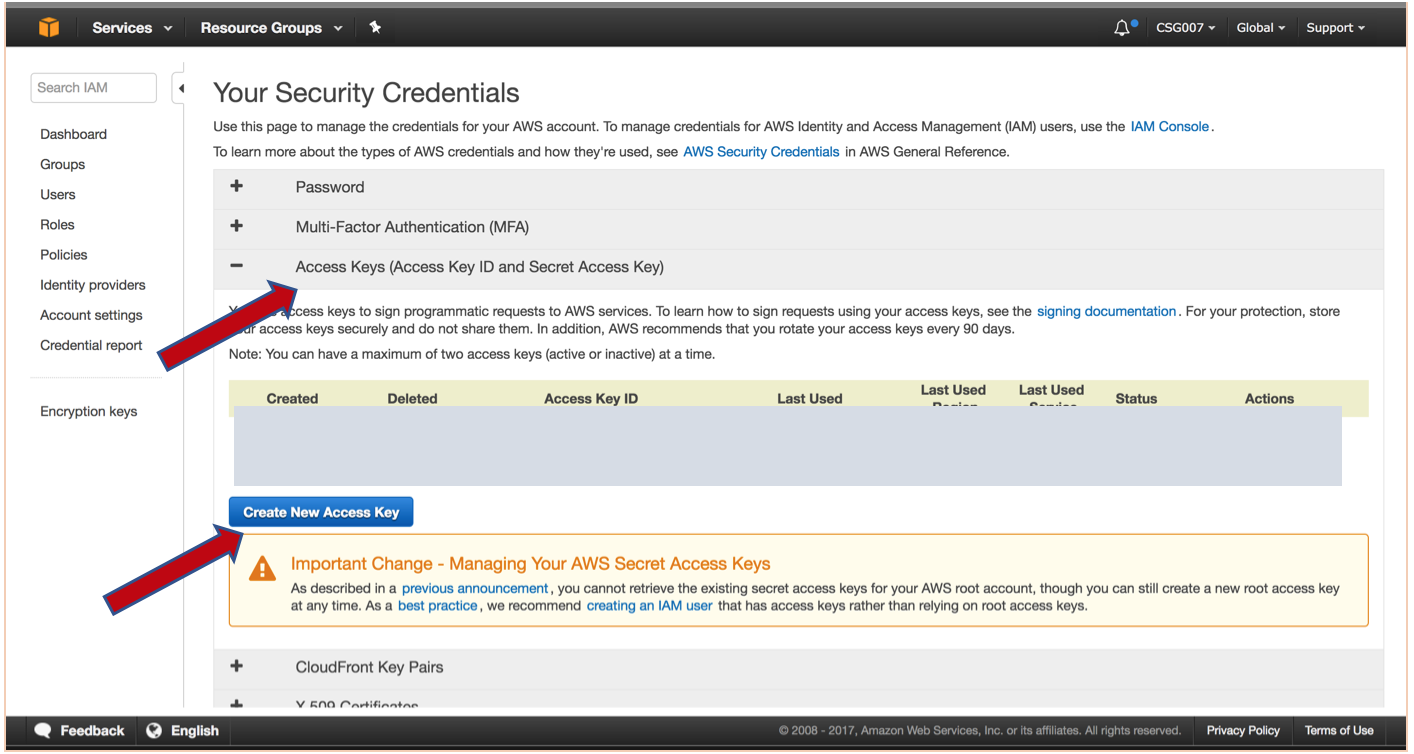 Services
Resource Groups
CSG007
Global
Support
Search IAM
Dashboard
Groups
Users
Roles
Policies
Identity providers
Account settings
Credential report
Encryption keys
Your Security Credentials
Use this page to manage the credentials for your AWS account. To manage credentials for AWS Identity and Access Management (IAM) users, use the IAM Console.
To learn more about the types of AWS credentials and how they're used, see AWS Security Credentials in AWS General Reference.
Password
Multi-Factor Authentication (MFA)
Access Keys (Access Key ID and Secret Access Key)
access keys to sign programmatic requests to AWS services. To learn how to sign requests using your access keys, see the signing documentation. For your protection, store
access keys securely and do not share them. In addition, AWS recommends that you rotate your access keys every 90 days.
Note: You can have a maximum of two access keys (active or inactive) at a time.
Created Deleted Access Key ID Last Used Last Used Region Last Used Service Status Actions
Create New Access Key
Important Change - Managing Your AWS Secret Access Keys
As described in a previous announcement, you cannot retrieve the existing secret access keys for your AWS root account, though you can still create a new root access key
at any time. As a best practice, we recommend creating an IAM user that has access keys rather than relying on root access keys.
CloudFront Key Pairs
X.509 Certificates
Feedback
English
© 2008 - 2017, Amazon Web Services, Inc. or its affiliates. All rights reserved.
Privacy Policy
Terms of Use